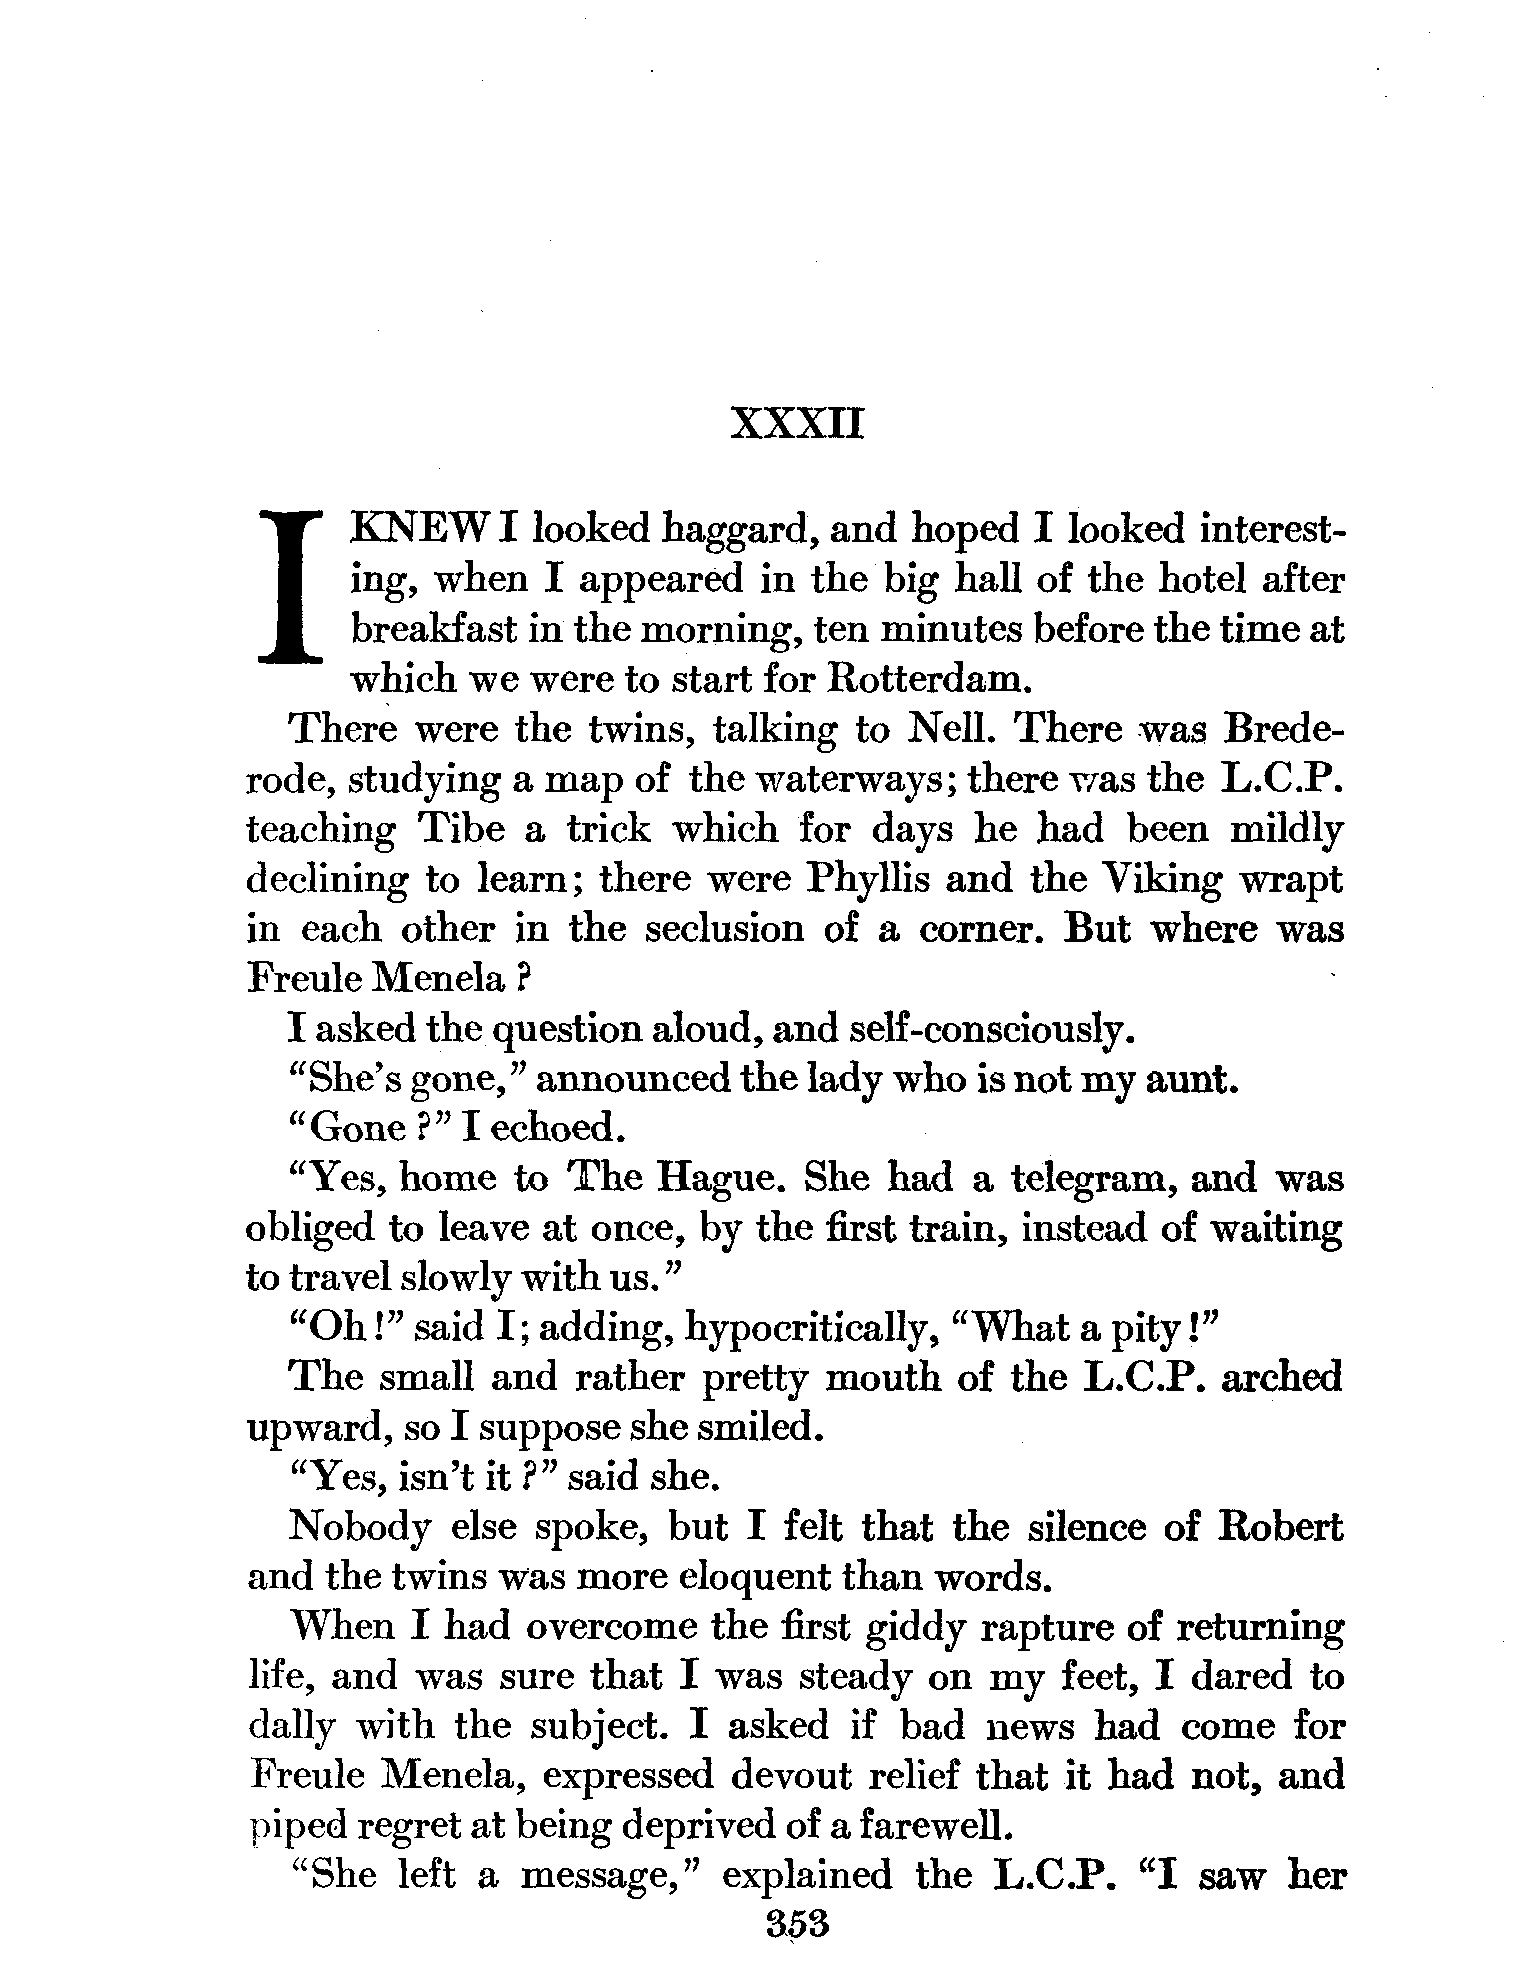 XXXII
I KNEW I looked haggard, and hoped I looked interest-
ing, when I appeared in the big hall of the hotel after
breakfast in the morning, ten minutes before the time at
which we were to start for Rotterdam.
There were the twins, talking to Nell. There was Brede-
rode, studying a map of the waterways; there was the L.C.P.
teaching Tibe a trick which for days he had been mildly
declining to learn; there were Phyllis and the Viking wrapt
in each other in the seclusion of a corner. But where was
Freule Menela?
I asked the question aloud, and self-consciously.
"She's gone," announced the lady who is not my aunt.
"Gone?" I echoed.
"Yes, home to The Hague. She had a telegram, and was
obliged to leave at once, by the first train, instead of waiting
to travel slowly with us."
"Oh!" said I; adding, hypocritically, "What a pity!"
The small and rather pretty mouth of the L.C.P. arched
upward, so I suppose she smiled.
"Yes, isn't it?" said she.
Nobody else spoke, but I felt that the silence of Robert
and the twins was more eloquent than words.
When I had overcome the first giddy rapture of returning
life, and was sure that I was steady on my feet, I dared to
dally with the subject. I asked if bad news had come for
Freule Menela, expressed devout relief that it had not, and
piped regret at being deprived of a farewell.
"She left a message," explained the L.C.P. "I saw her
353